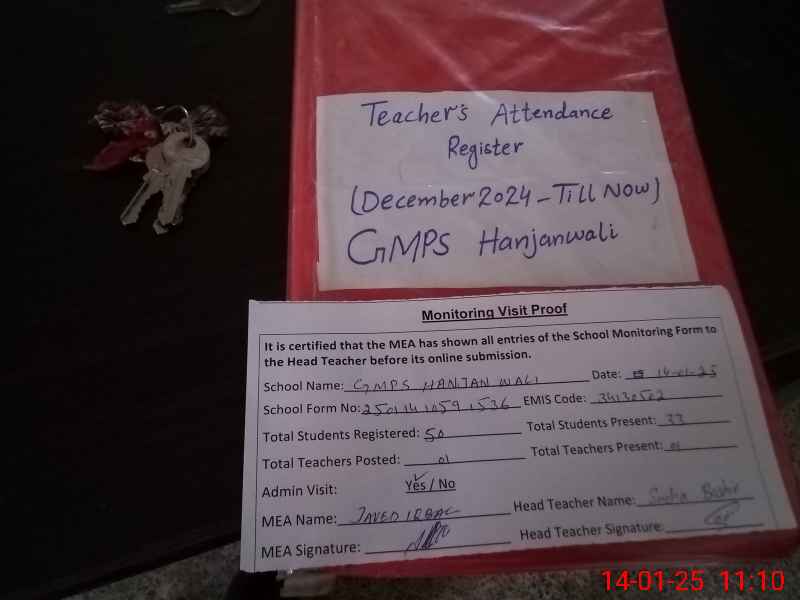 Teacher's Attendance
Register
(December 2024 - Till Now)
GMPS Hanjanwali
Monitoring Visit Proof
It is certified that the MEA has shown all entries of the School Monitoring Form to
the Head Teacher before its online submission.
School Name: GMPS HANJAN WALI Date: 14-01-25
School Form No: 25011410591536 EMIS Code: 34130502
Total Students Registered: 50 Total Students Present: 33
Total Teachers Posted: 01 Total Teachers Present: 01
Admin Visit: Yes / No
MEA Name: JAVED IQBAL Head Teacher Name: Bashir
MEA Signature: Head Teacher Signature:
14-01-25 11:10